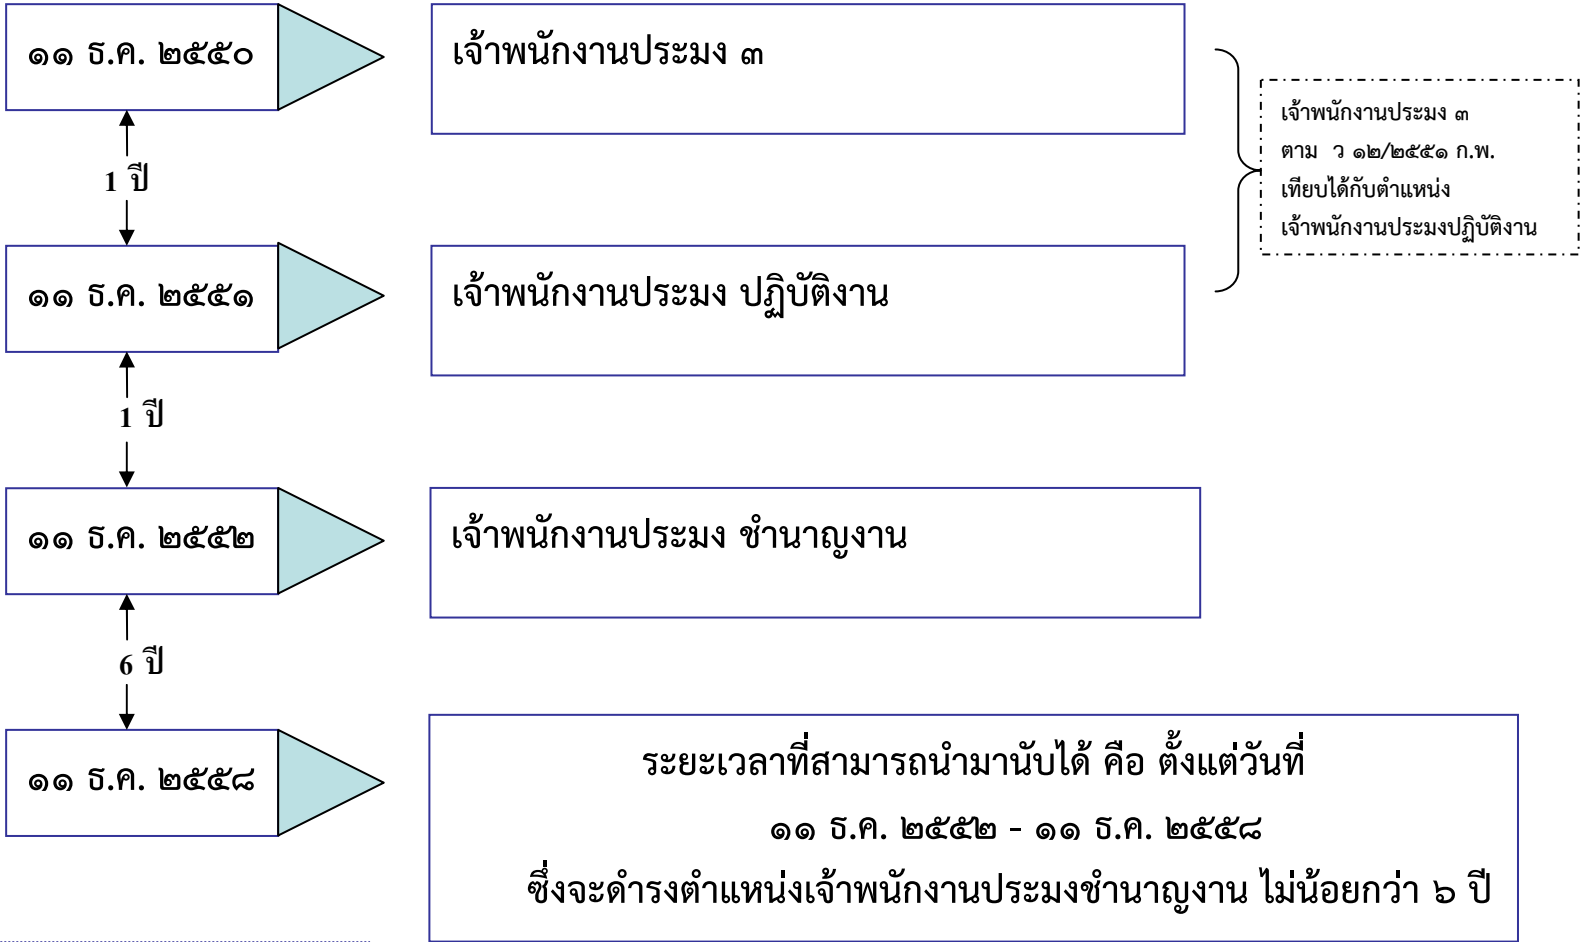 ๑๑ ธ.ค. ๒๕๕๐
เจ้าพนักงานประมง ๓
เจ้าพนักงานประมง ๓
ตาม ว ๑๒/๒๕๕๑ ก.พ.
เทียบได้กับตำแหน่ง
เจ้าพนักงานประมงปฏิบัติงาน
1 ปี
๑๑ ธ.ค. ๒๕๕๑
เจ้าพนักงานประมง ปฏิบัติงาน
1 ปี
๑๑ ธ.ค. ๒๕๕๒
เจ้าพนักงานประมง ชำนาญงาน
6 ปี
๑๑ ธ.ค. ๒๕๕๘
ระยะเวลาที่สามารถนำมานับได้ คือ ตั้งแต่วันที่
๑๑ ธ.ค. ๒๕๕๒ - ๑๑ ธ.ค. ๒๕๕๘
ซึ่งจะดำรงตำแหน่งเจ้าพนักงานประมงชำนาญงาน ไม่น้อยกว่า ๖ ปี